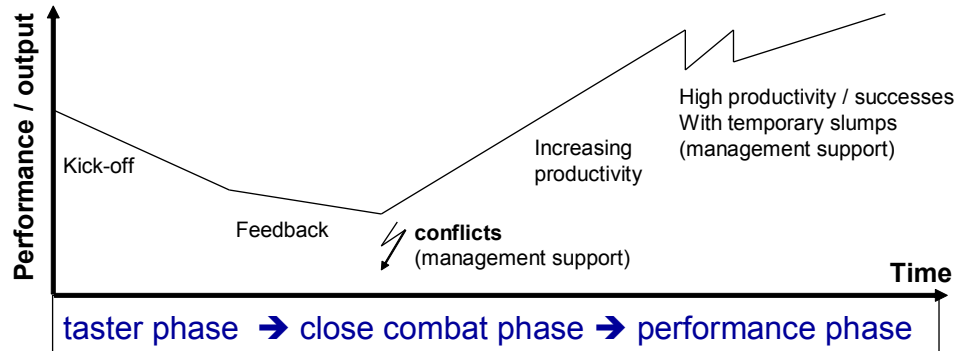 Performance / output
Kick-off
Feedback
conflicts
(management support)
Increasing
productivity
High productivity / successes
With temporary slumps
(management support)
Time
taster phase ➔ close combat phase ➔ performance phase